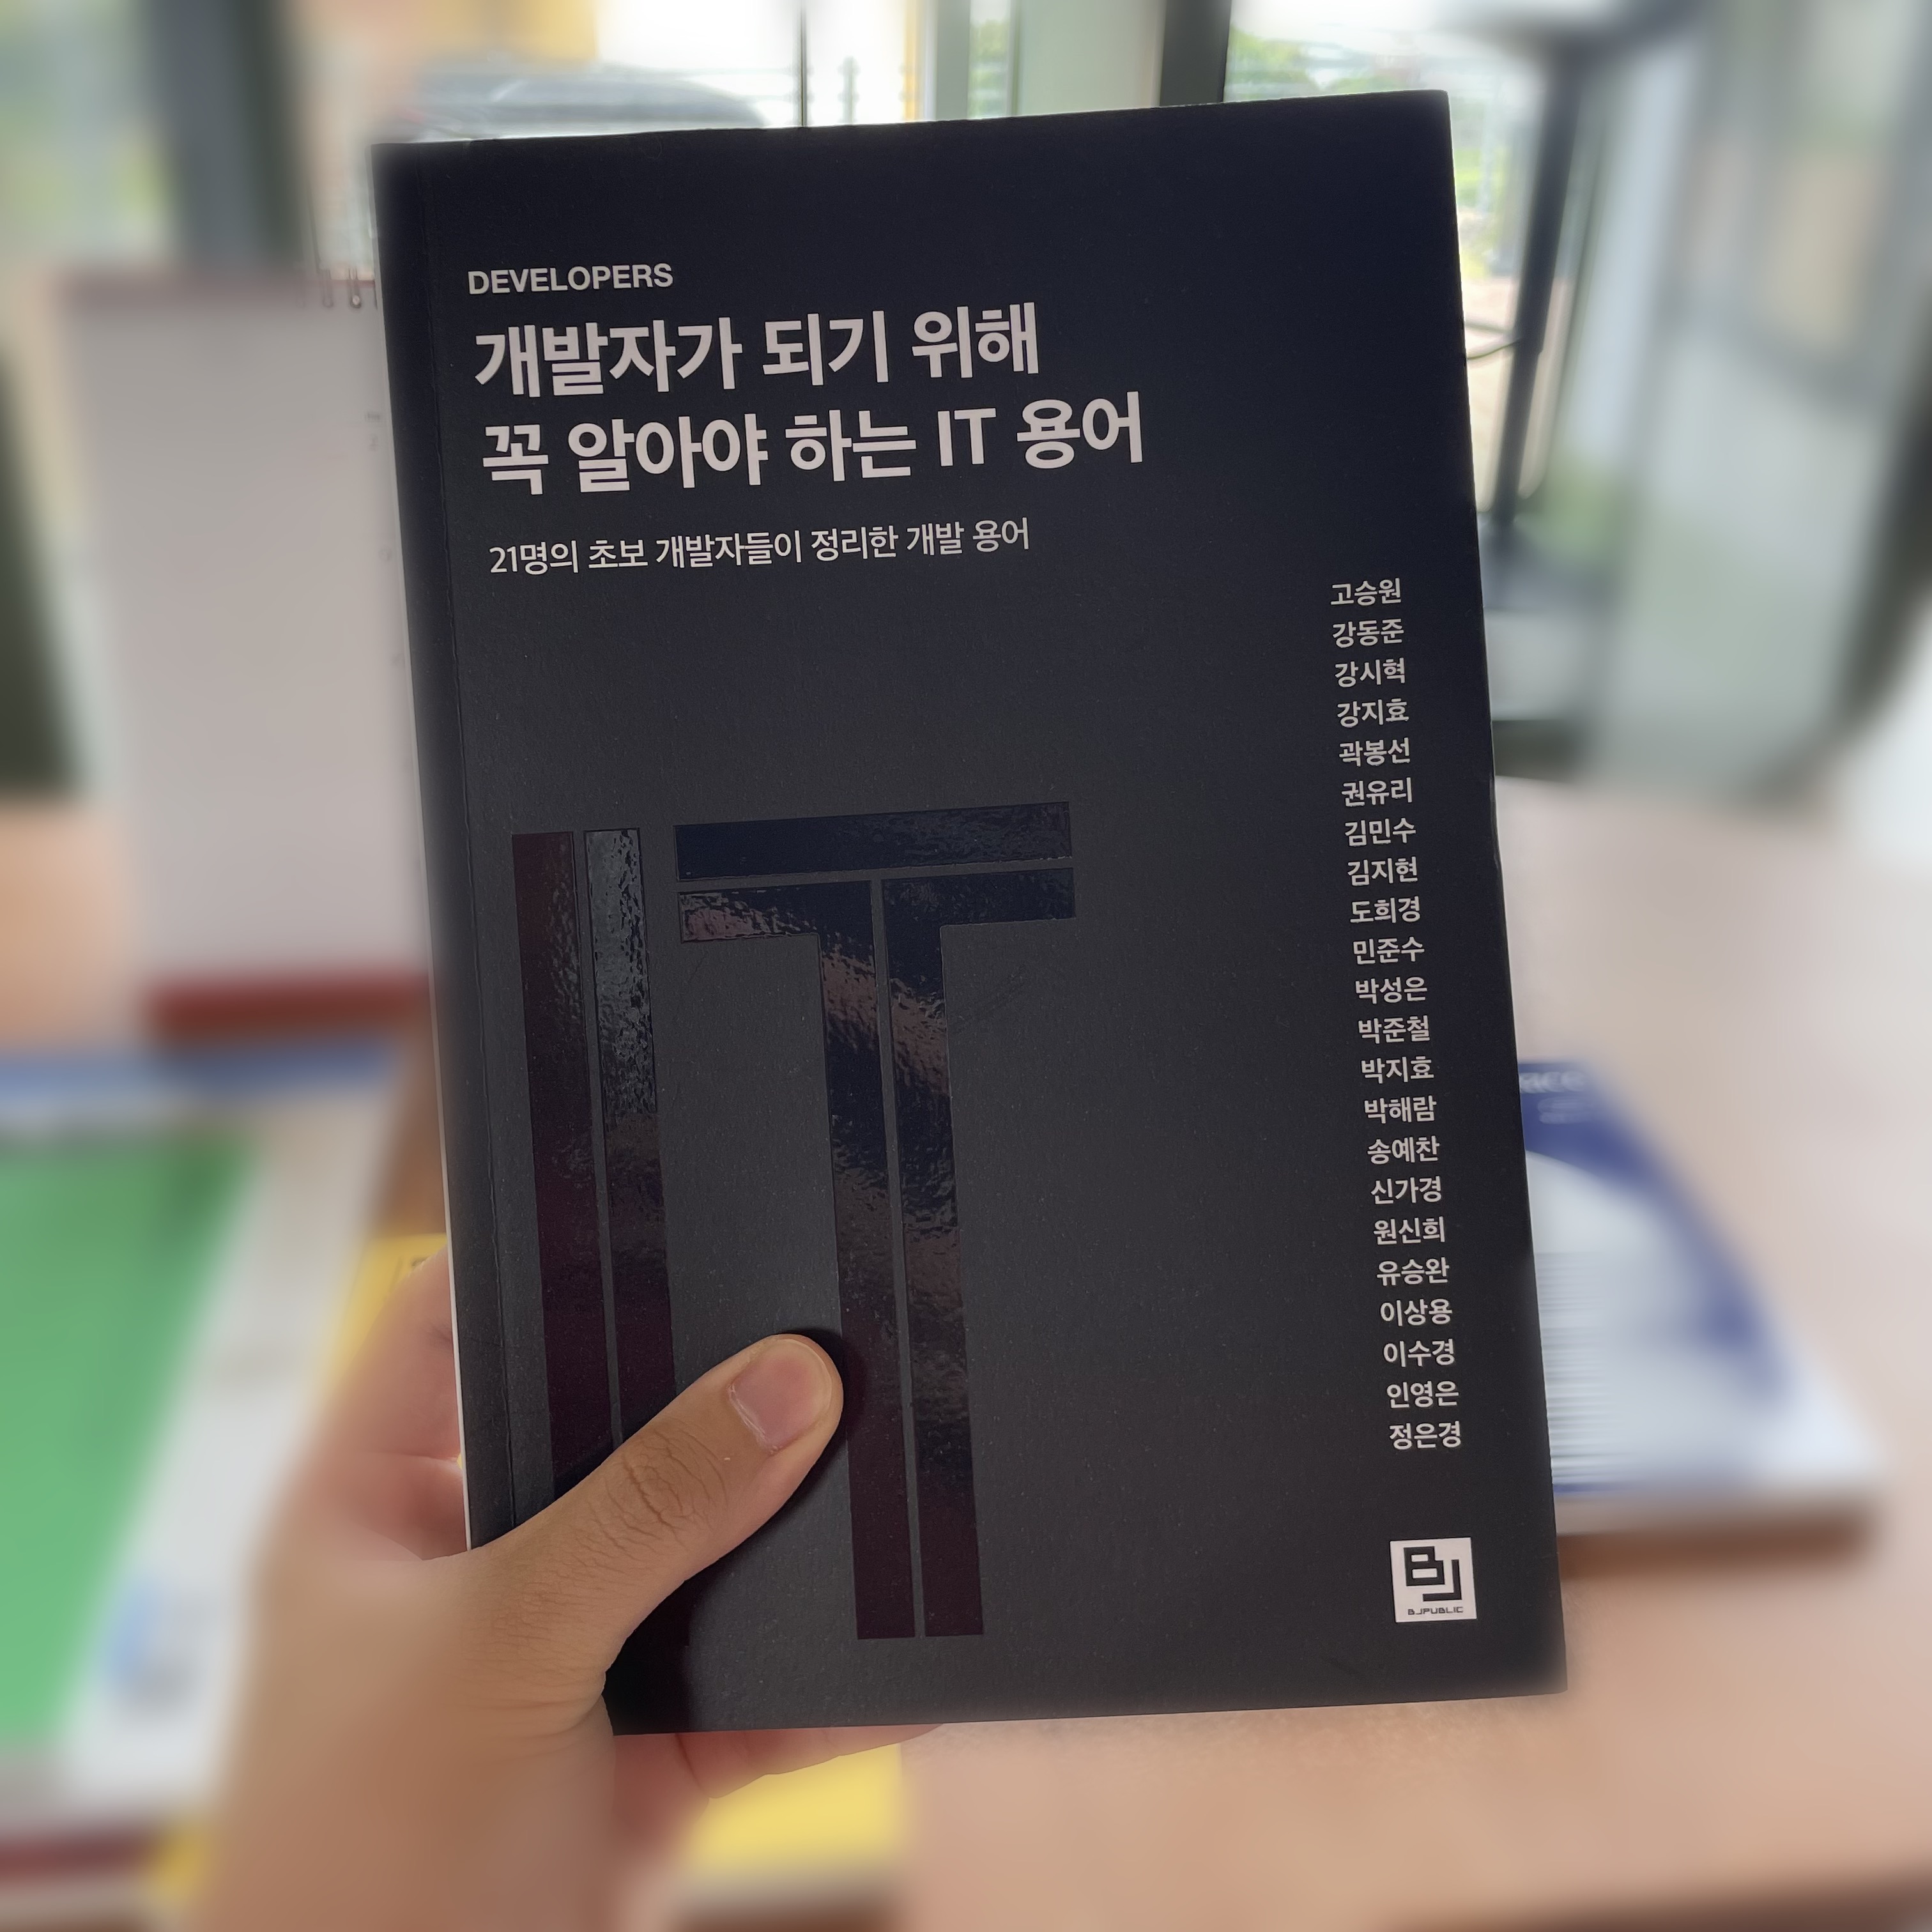 DEVELOPERS
개발자가 되기 위해
꼭 알아야 하는 IT 용어
21명의 초보 개발자들이 정리한 개발 용어
고승원
강동준
강시혁
강지효
곽봉선
권유리
김민수
김지현
도희경
민준수
박성은
박준철
박지효
박해람
송예찬
신가경
원신희
유승완
이상용
이수경
인영은
정은경
IT
BJ
BJPUBLIC